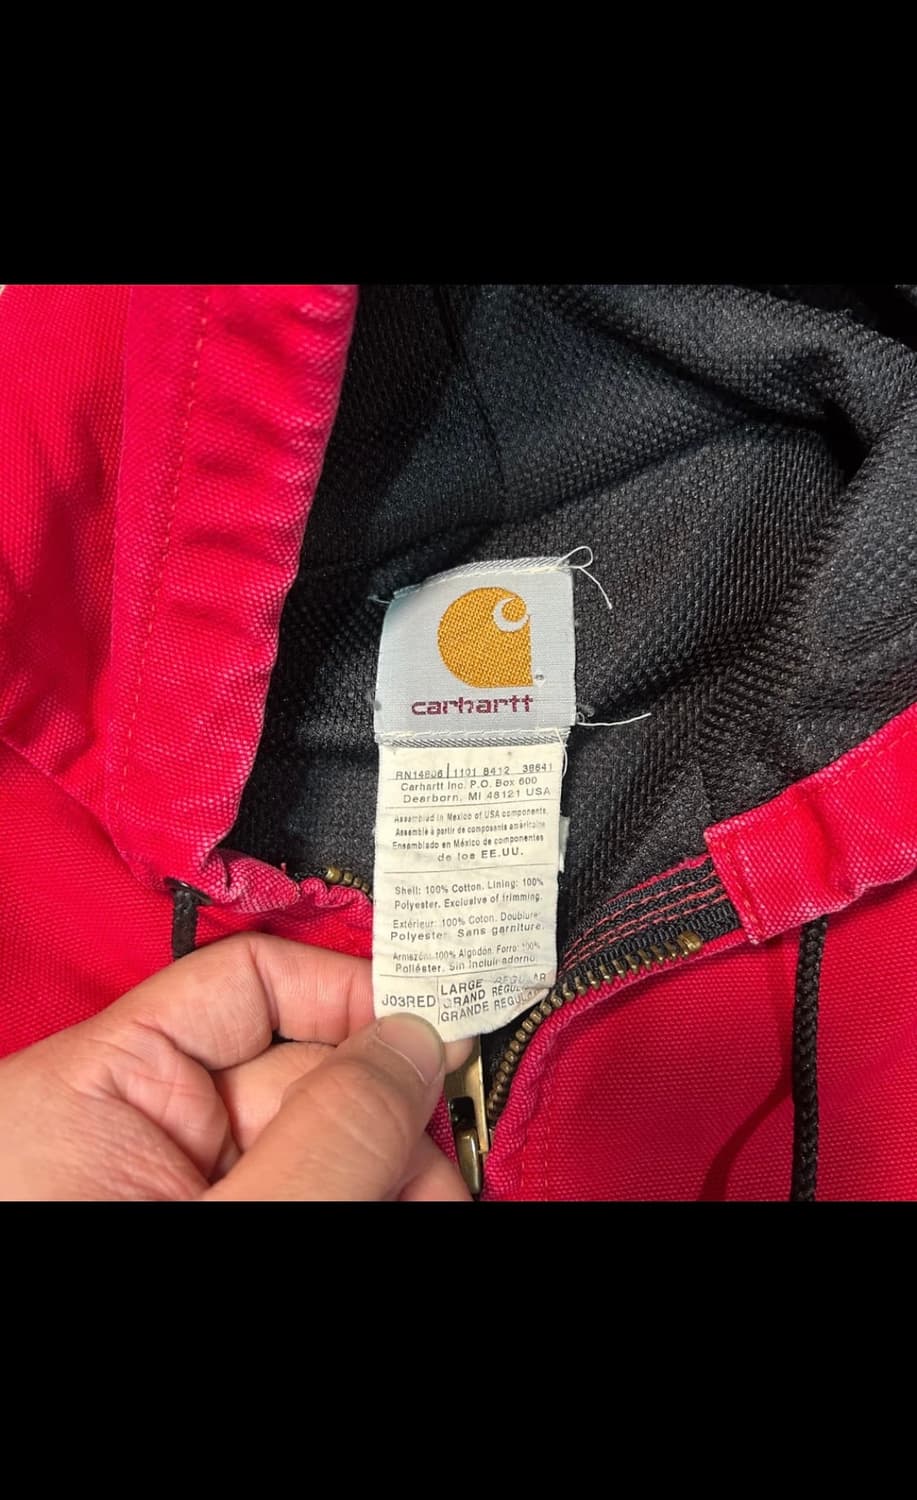 carhartt
RN14806 1101 8412 38641
Carhartt Inc. P.O. Box 600
Dearborn, MI 48121 USA
Assembled in Mexico of USA components.
Assemblé à partir de composants américains
Ensamblado en México de componentes
de los EE.UU.
Shell: 100% Cotton. Lining: 100%
Polyester. Exclusive of trimming.
Extérieur: 100% Coton. Doublure:
Polyester. Sans garniture.
Armazón: 100% Algodón. Forro: 100%
Poliéster. Sin incluir adorno.
J03RED
LARGE REGULAR
GRAND REGULAR
GRANDE REGULAR